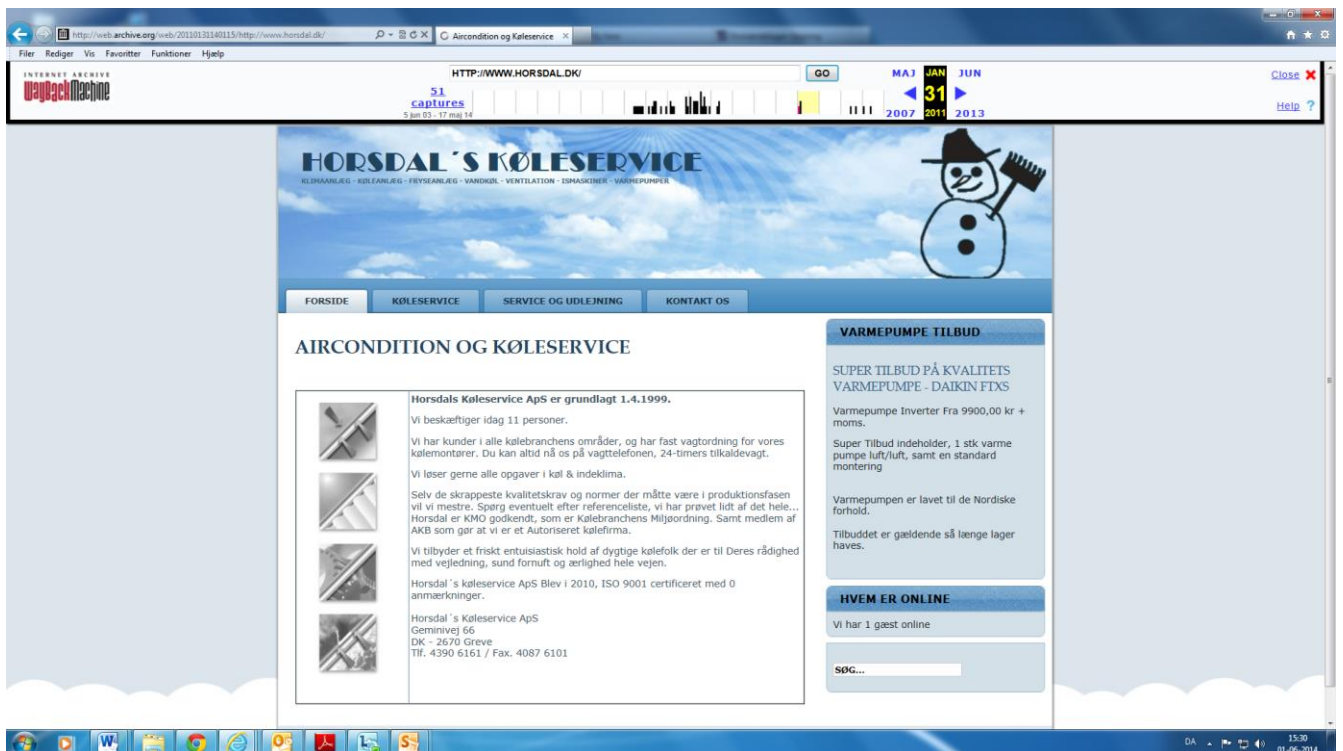 http://web.archive.org/web/20110131140115/http://www.horsdal.dk/
Aircondition og Køleservice
Filer Rediger Vis Favoritter Funktioner Hjælp
INTERNET ARCHIVE
WayBackMachine
HTTP://WWW.HORSDAL.DK/
GO
MAJ JAN JUN
Close
51
captures
31
5 jun 03 - 17 maj 14
2007 2011 2013
Help ?
HORSDAL´S KØLESERVICE
KLIMAANLÆG - KØLEANLÆG - FRYSEANLÆG - VANDKØL - VENTILATION - ISMASKINER - VARMEPUMPER
FORSIDE
KØLESERVICE
SERVICE OG UDLEJNING
KONTAKT OS
AIRCONDITION OG KØLESERVICE
Horsdals Køleservice ApS er grundlagt 1.4.1999.
Vi beskæftiger idag 11 personer.
Vi har kunder i alle kølebranchens områder, og har fast vagtordning for vores
kølemontører. Du kan altid nå os på vagttelefonen, 24-timers tilkaldevagt.
Vi løser gerne alle opgaver i køl & indeklima.
Selv de skrappeste kvalitetskrav og normer der måtte være i produktionsfasen
vil vi mestre. Spørg eventuelt efter referenceliste, vi har prøvet lidt af det hele...
Horsdal er KMO godkendt, som er Kølebranchens Miljøordning. Samt medlem af
AKB som gør at vi er et Autoriseret kølefirma.
Vi tilbyder et friskt entuisiastisk hold af dygtige kølefolk der er til Deres rådighed
med vejledning, sund fornuft og ærlighed hele vejen.
Horsdal´s køleservice ApS Blev i 2010, ISO 9001 certificeret med 0
anmærkninger.
Horsdal´s Køleservice ApS
Geminivej 66
DK - 2670 Greve
Tlf. 4390 6161 / Fax. 4087 6101
VARMEPUMPE TILBUD
SUPER TILBUD PÅ KVALITETS
VARMEPUMPE - DAIKIN FTXS
Varmepumpe Inverter Fra 9900,00 kr +
moms.
Super Tilbud indeholder, 1 stk varme
pumpe luft/luft, samt en standard
montering
Varmepumpen er lavet til de Nordiske
forhold.
Tilbuddet er gældende så længe lager
haves.
HVEM ER ONLINE
Vi har 1 gæst online
SØG...
DA
15:30
01-06-2014